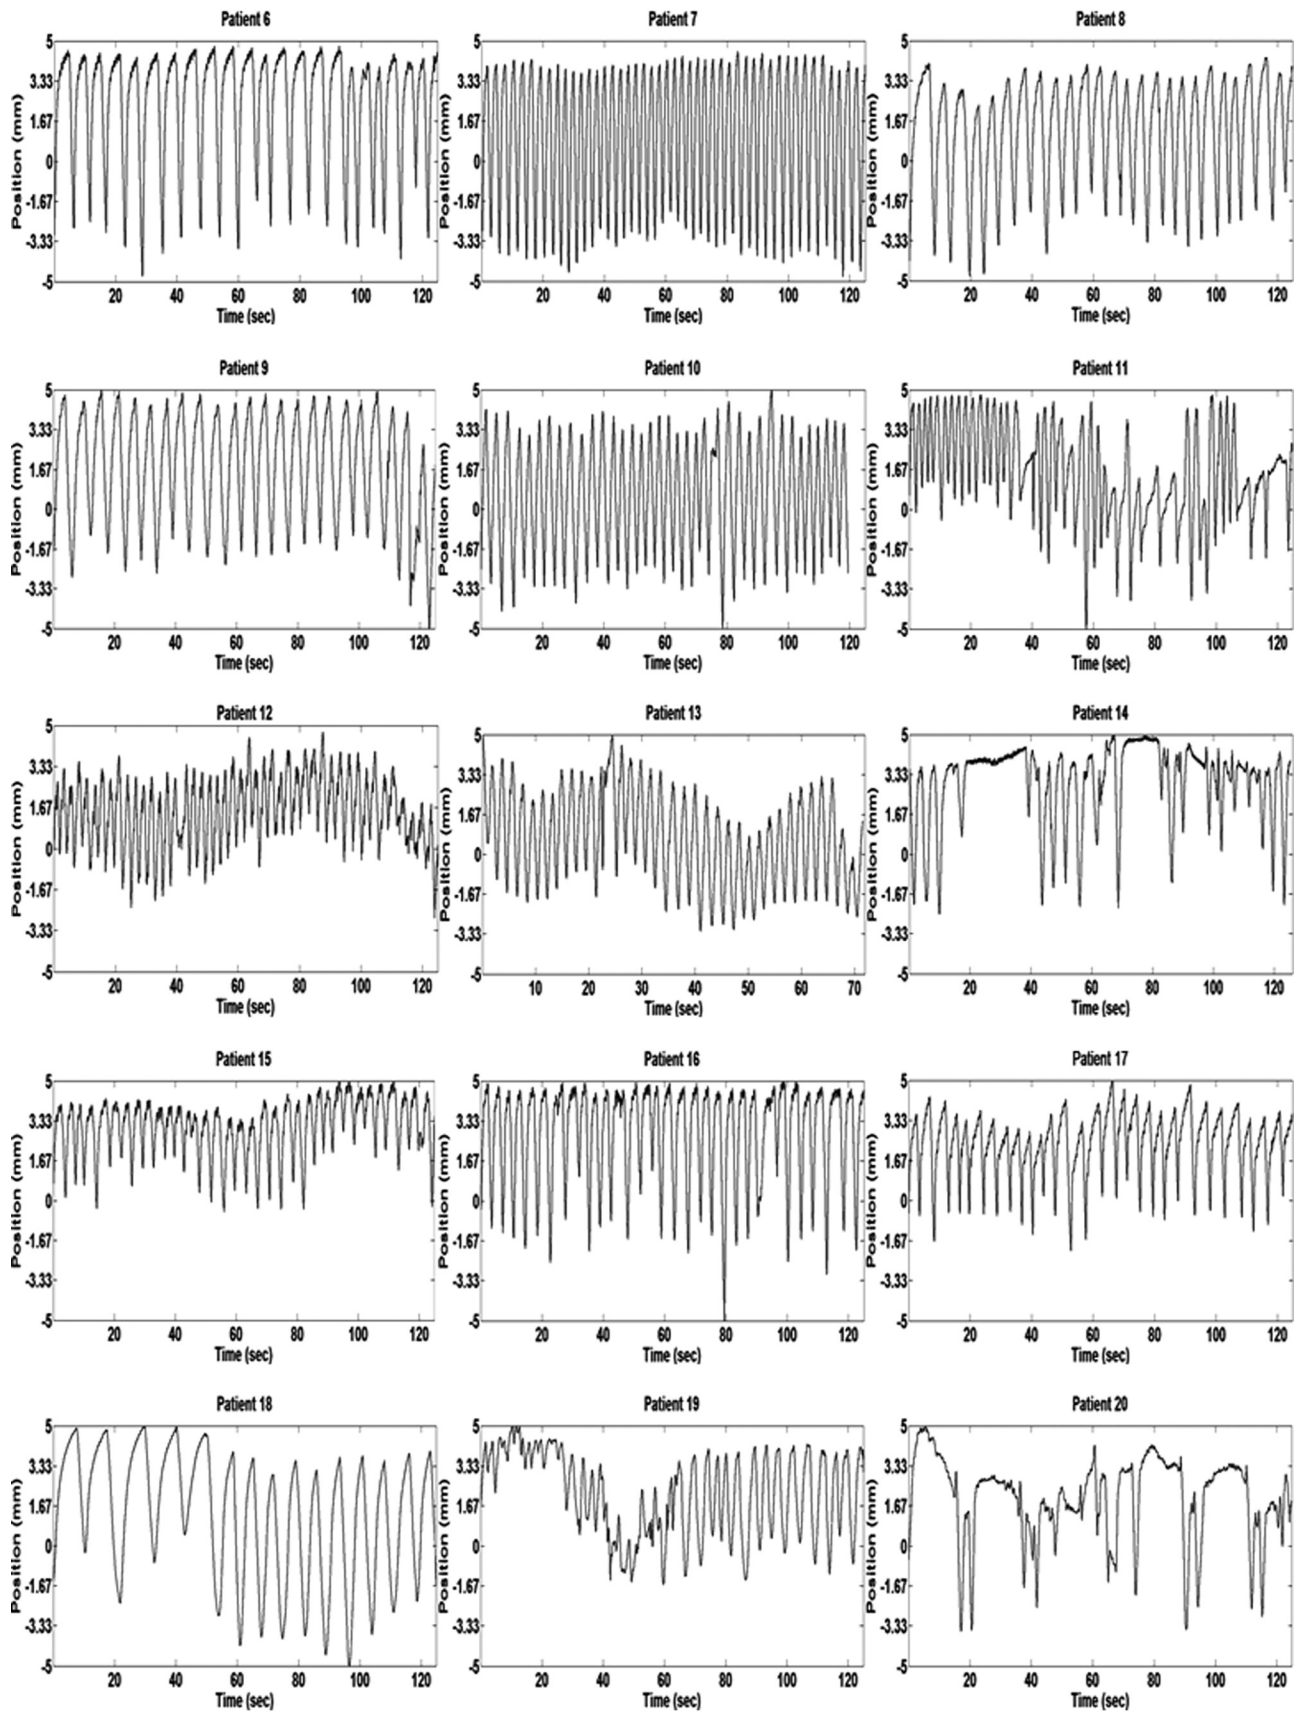 Patient 6
Patient 7
Patient 8
Position (mm)
5
3.33
1.67
0
-1.67
-3.33
-5
20 40 60 80 100 120
Time (sec)
Position (mm)
5
3.33
1.67
0
-1.67
-3.33
-5
20 40 60 80 100 120
Time (sec)
Position (mm)
5
3.33
1.67
0
-1.67
-3.33
-5
20 40 60 80 100 120
Time (sec)
Patient 9
Patient 10
Patient 11
Position (mm)
5
3.33
1.67
0
-1.67
-3.33
-5
20 40 60 80 100 120
Time (sec)
Position (mm)
5
3.33
1.67
0
-1.67
-3.33
-5
20 40 60 80 100 120
Time (sec)
Position (mm)
5
3.33
1.67
0
-1.67
-3.33
-5
20 40 60 80 100 120
Time (sec)
Patient 12
Patient 13
Patient 14
Position (mm)
5
3.33
1.67
0
-1.67
-3.33
-5
20 40 60 80 100 120
Time (sec)
Position (mm)
5
3.33
1.67
0
-1.67
-3.33
-5
10 20 30 40 50 60 70
Time (sec)
Position (mm)
5
3.33
1.67
0
-1.67
-3.33
-5
20 40 60 80 100 120
Time (sec)
Patient 15
Patient 16
Patient 17
Position (mm)
5
3.33
1.67
0
-1.67
-3.33
-5
20 40 60 80 100 120
Time (sec)
Position (mm)
5
3.33
1.67
0
-1.67
-3.33
-5
20 40 60 80 100 120
Time (sec)
Position (mm)
5
3.33
1.67
0
-1.67
-3.33
-5
20 40 60 80 100 120
Time (sec)
Patient 18
Patient 19
Patient 20
Position (mm)
5
3.33
1.67
0
-1.67
-3.33
-5
20 40 60 80 100 120
Time (sec)
Position (mm)
5
3.33
1.67
0
-1.67
-3.33
-5
20 40 60 80 100 120
Time (sec)
Position (mm)
5
3.33
1.67
0
-1.67
-3.33
-5
20 40 60 80 100 120
Time (sec)